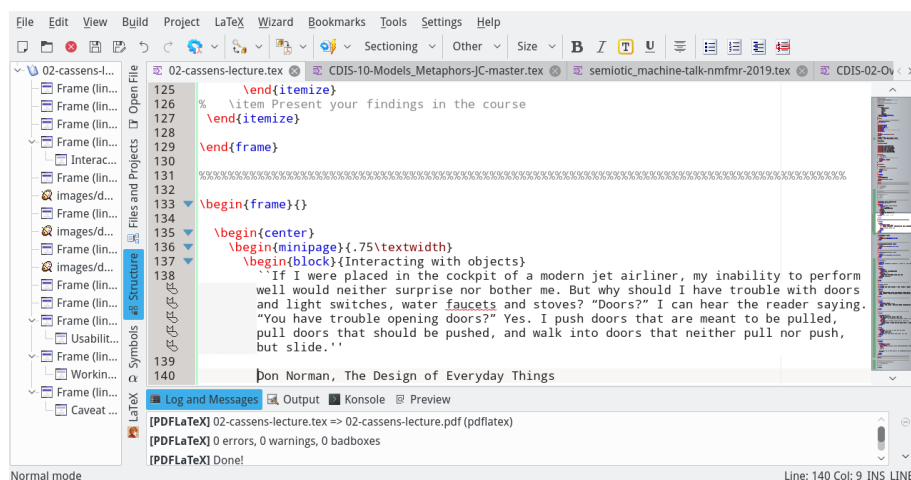 File Edit View Build Project LaTeX Wizard Bookmarks Tools Settings Help
Sectioning Other Size B I T U
02-cassens-l...
Frame (lin...
Frame (lin...
Frame (lin...
Frame (lin...
Interac...
Frame (lin...
images/d...
Frame (lin...
images/d...
Frame (lin...
images/d...
Frame (lin...
Frame (lin...
Usabilit...
Frame (lin...
Workin...
Frame (lin...
Caveat ...
Open File
Files and Projects
Structure
Symbols
α
LaTeX
02-cassens-lecture.tex CDIS-10-Models_Metaphors-JC-master.tex semiotic_machine-talk-nmfmr-2019.tex CDIS-02-Ov
125 \end{itemize}
126 % \item Present your findings in the course
127 \end{itemize}
128
129 \end{frame}
130
131 %%%%%%%%%%%%%%%%%%%%%%%%%%%%%%%%%%%%%%%%%%%%%%%%%%%%%%%%%%%%%%%%%%%%%%%%%%%%%%%%%%%%%%%%%%
132
133 \begin{frame}{}
134
135 \begin{center}
136 \begin{minipage}{.75\textwidth}
137 \begin{block}{Interacting with objects}
138 ``If I were placed in the cockpit of a modern jet airliner, my inability to perform
well would neither surprise nor bother me. But why should I have trouble with doors
and light switches, water faucets and stoves? “Doors?” I can hear the reader saying.
“You have trouble opening doors?” Yes. I push doors that are meant to be pulled,
pull doors that should be pushed, and walk into doors that neither pull nor push,
but slide.''
139
140 Don Norman, The Design of Everyday Things
Log and Messages Output Konsole Preview
[PDFLaTeX] 02-cassens-lecture.tex => 02-cassens-lecture.pdf (pdflatex)
[PDFLaTeX] 0 errors, 0 warnings, 0 badboxes
[PDFLaTeX] Done!
Normal mode Line: 140 Col: 9 INS LINE